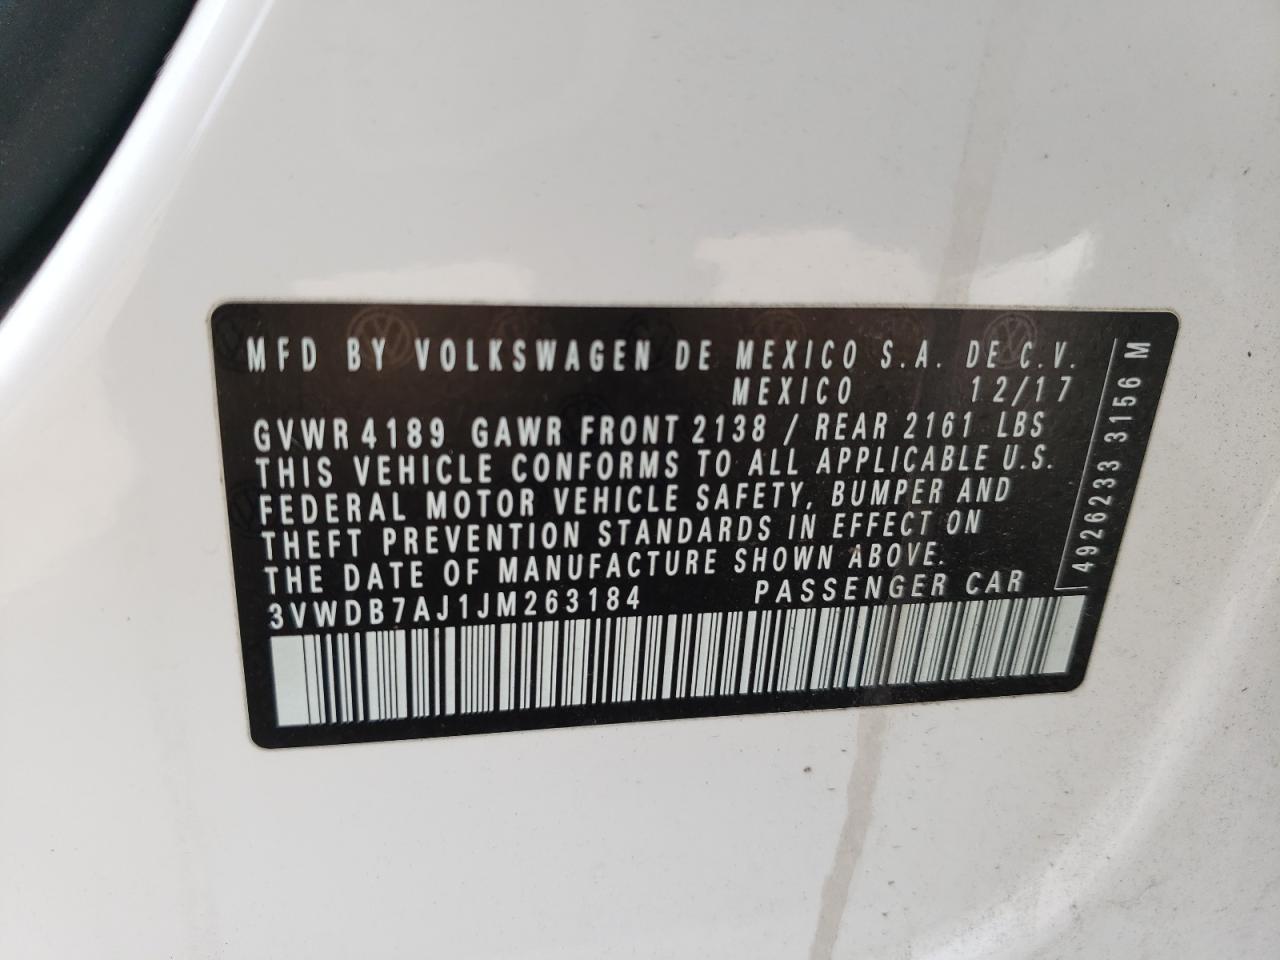 MFD BY VOLKSWAGEN DE MEXICO S.A. DE C.V.
MEXICO 12/17
GVWR 4189 GAWR FRONT 2138 / REAR 2161 LBS
THIS VEHICLE CONFORMS TO ALL APPLICABLE U.S.
FEDERAL MOTOR VEHICLE SAFETY, BUMPER AND
THEFT PREVENTION STANDARDS IN EFFECT ON
THE DATE OF MANUFACTURE SHOWN ABOVE.
3VWDB7AJ1JM263184 PASSENGER CAR
4926233 3156 M